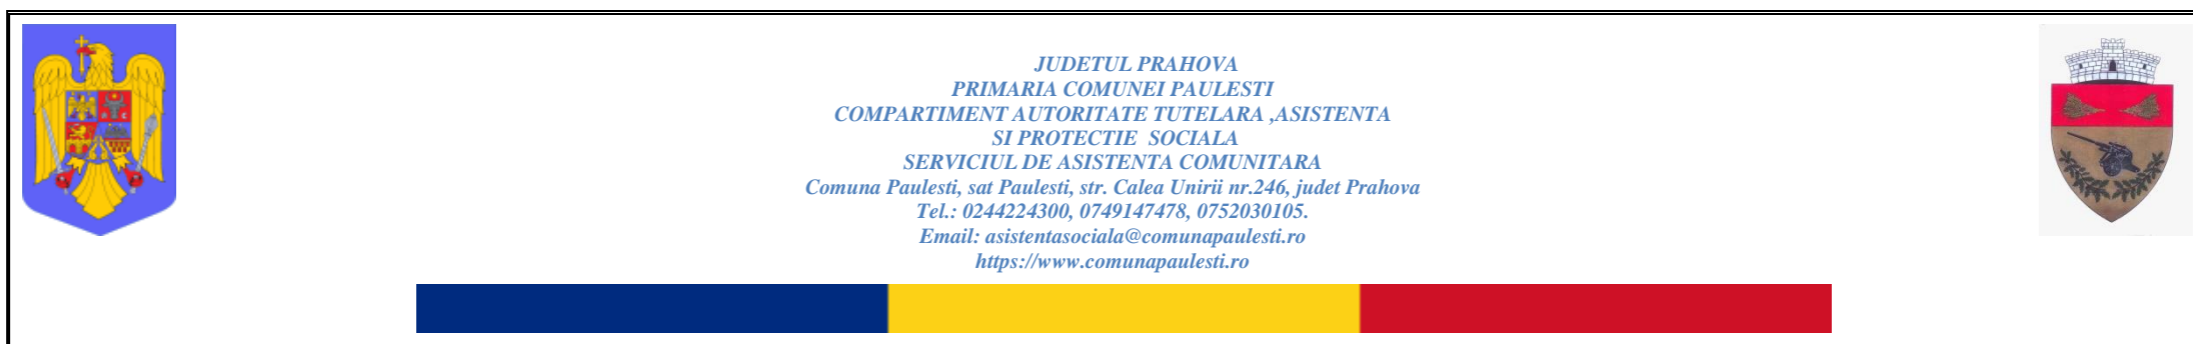 JUDETUL PRAHOVA
PRIMARIA COMUNEI PAULESTI
COMPARTIMENT AUTORITATE TUTELARA ,ASISTENTA
SI PROTECTIE SOCIALA
SERVICIUL DE ASISTENTA COMUNITARA
Comuna Paulesti, sat Paulesti, str. Calea Unirii nr.246, judet Prahova
Tel.: 0244224300, 0749147478, 0752030105.
Email: asistentasociala@comunapaulesti.ro
https://www.comunapaulesti.ro